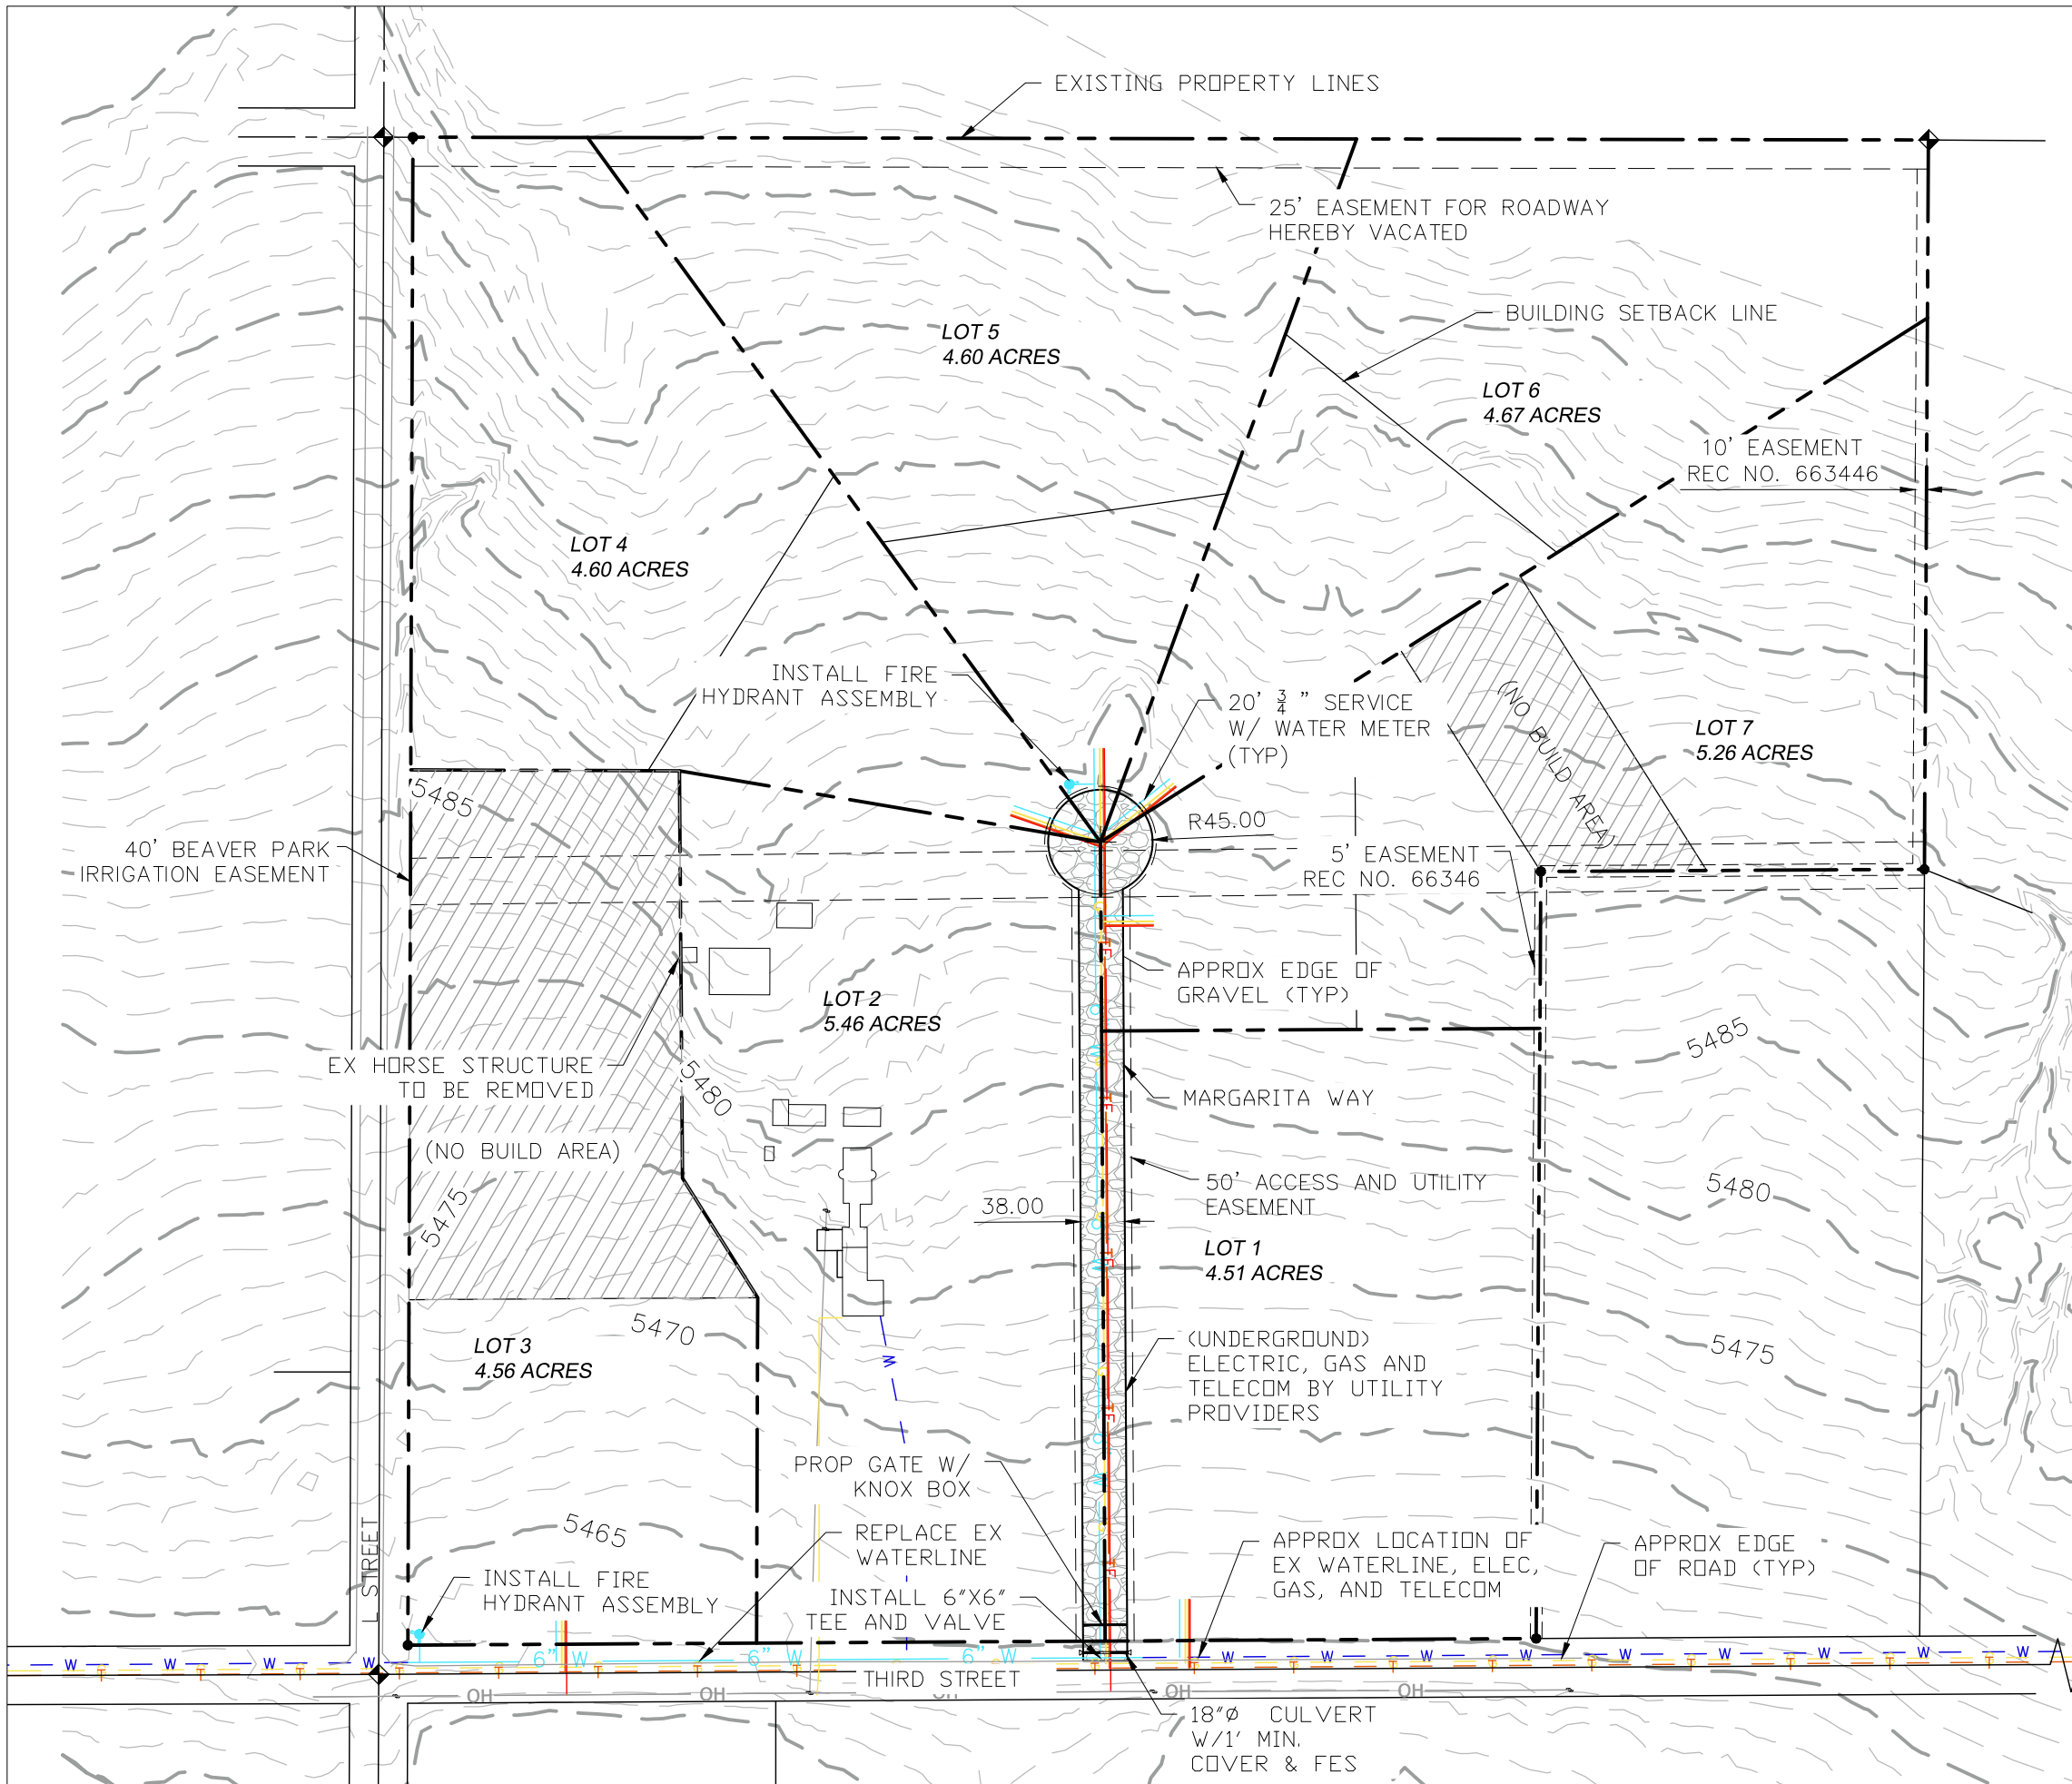 EXISTING PROPERTY LINES
25' EASEMENT FOR ROADWAY
HEREBY VACATED
BUILDING SETBACK LINE
LOT 5
4.60 ACRES
LOT 6
4.67 ACRES
10' EASEMENT
REC NO. 663446
LOT 4
4.60 ACRES
INSTALL FIRE
HYDRANT ASSEMBLY
20' 3/4" SERVICE
W/ WATER METER
(TYP)
(NO BUILD AREA)
LOT 7
5.26 ACRES
5485
R45.00
40' BEAVER PARK
IRRIGATION EASEMENT
5' EASEMENT
REC NO. 66346
APPROX EDGE OF
GRAVEL (TYP)
LOT 2
5.46 ACRES
5485
EX HORSE STRUCTURE
TO BE REMOVED
5480
MARGARITA WAY
(NO BUILD AREA)
50' ACCESS AND UTILITY
EASEMENT
5480
5475
38.00
LOT 1
4.51 ACRES
5470
LOT 3
4.56 ACRES
(UNDERGROUND)
ELECTRIC, GAS AND
TELECOM BY UTILITY
PROVIDERS
5475
W
PROP GATE W/
KNOX BOX
5465
REPLACE EX
WATERLINE
APPROX LOCATION OF
EX WATERLINE, ELEC,
GAS, AND TELECOM
APPROX EDGE
OF ROAD (TYP)
L STREET
INSTALL FIRE
HYDRANT ASSEMBLY
INSTALL 6"X6"
TEE AND VALVE
W W W W 6" W 6" W 6" W W W W W W W W W W
T T T T T T T T T T T T T T T T T T T
THIRD STREET
OH OH OH OH OH
18"Ø CULVERT
W/1' MIN.
COVER & FES